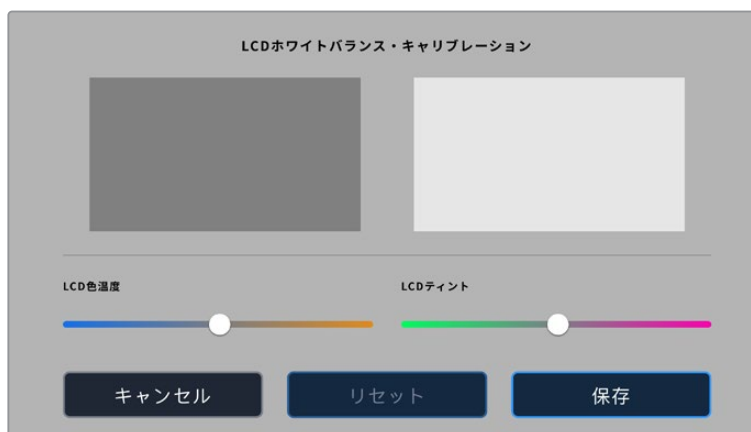 LCDホワイトバランス・キャリブレーション
LCD色温度
LCDティント
キャンセル
リセット
保存